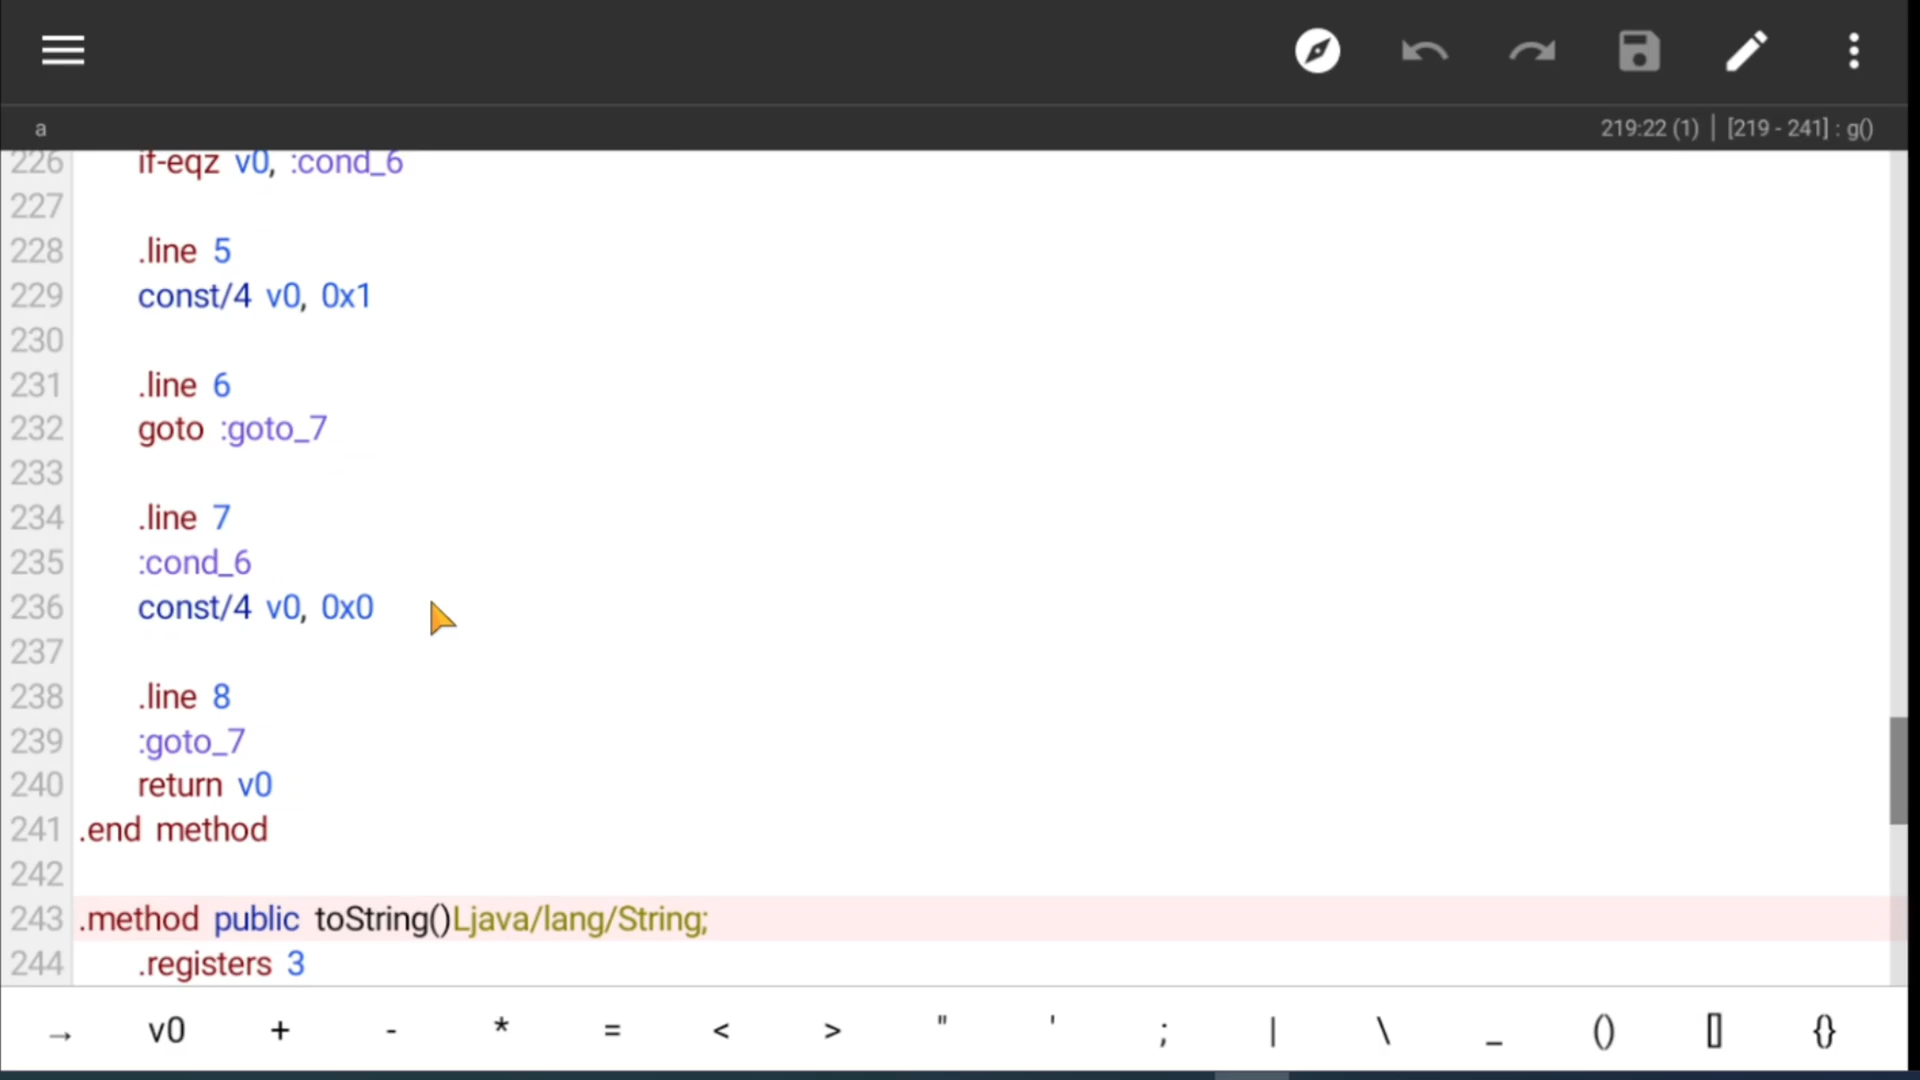 a
219:22 (1) | [219 - 241] : g()
226 if-eqz v0, :cond_6
227
228 .line 5
229 const/4 v0, 0x1
230
231 .line 6
232 goto :goto_7
233
234 .line 7
235 :cond_6
236 const/4 v0, 0x0
237
238 .line 8
239 :goto_7
240 return v0
241 .end method
242
243 .method public toString()Ljava/lang/String;
244 .registers 3
→ v0 + - * = < > " ' ; | \ _ () [] {}